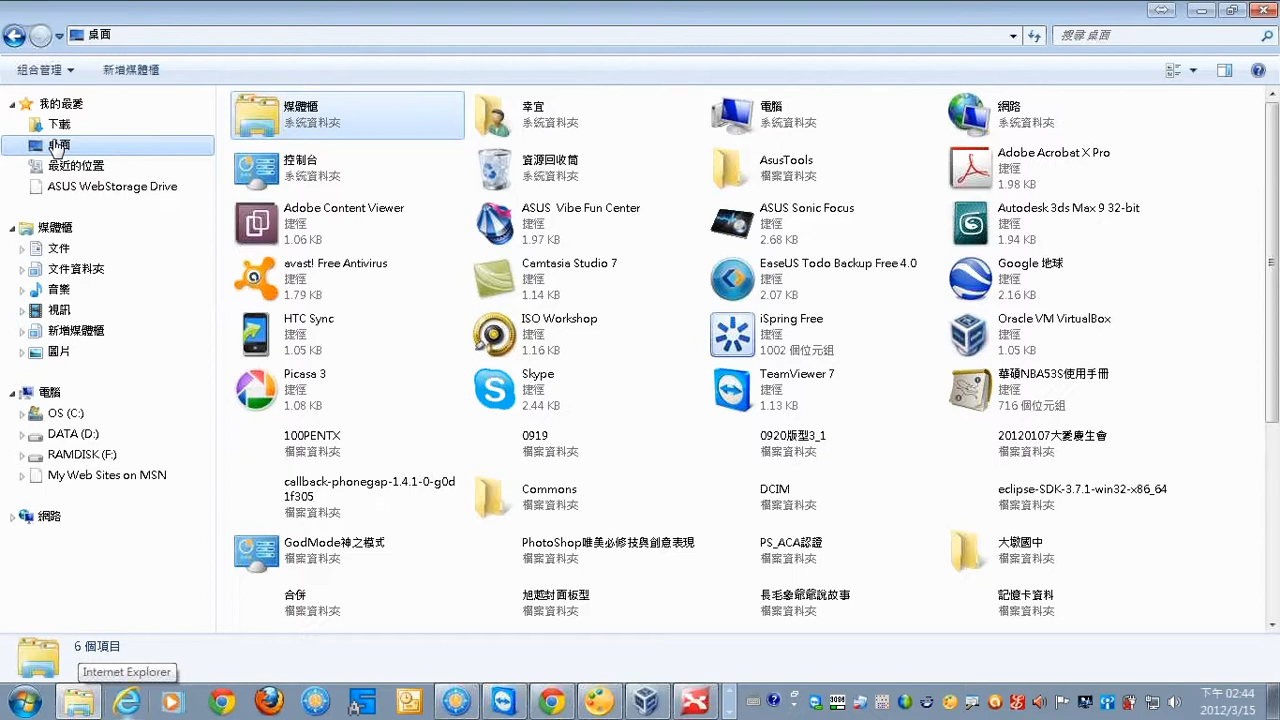 桌面
搜尋 桌面
組合管理
新增媒體櫃
我的最愛
下載
最近的位置
ASUS WebStorage Drive
媒體櫃
文件
文件資料夾
音樂
視訊
新增媒體櫃
圖片
電腦
OS (C:)
DATA (D:)
RAMDISK (F:)
My Web Sites on MSN
網路
媒體櫃
系統資料夾
幸宜
系統資料夾
電腦
系統資料夾
網路
系統資料夾
控制台
系統資料夾
資源回收筒
系統資料夾
AsusTools
檔案資料夾
Adobe Acrobat X Pro
捷徑
1.98 KB
Adobe Content Viewer
捷徑
1.06 KB
ASUS Vibe Fun Center
捷徑
1.97 KB
ASUS Sonic Focus
捷徑
2.68 KB
Autodesk 3ds Max 9 32-bit
捷徑
1.94 KB
avast! Free Antivirus
捷徑
1.79 KB
Camtasia Studio 7
捷徑
1.14 KB
EaseUS Todo Backup Free 4.0
捷徑
2.07 KB
Google 地球
捷徑
2.16 KB
HTC Sync
捷徑
1.05 KB
ISO Workshop
捷徑
1.16 KB
iSpring Free
捷徑
1002 個位元組
Oracle VM VirtualBox
捷徑
1.05 KB
Picasa 3
捷徑
1.08 KB
Skype
捷徑
2.44 KB
TeamViewer 7
捷徑
1.13 KB
華碩NBA53S使用手冊
捷徑
716 個位元組
100PENTX
檔案資料夾
0919
檔案資料夾
0920版型3_1
檔案資料夾
20120107大愛慶生會
檔案資料夾
callback-phonegap-1.4.1-0-g0d
1f305
檔案資料夾
Commons
檔案資料夾
DCIM
檔案資料夾
eclipse-SDK-3.7.1-win32-x86_64
檔案資料夾
GodMode神之模式
檔案資料夾
PhotoShop唯美必修技與創意表現
檔案資料夾
PS_ACA認證
檔案資料夾
大墩國中
檔案資料夾
合併
檔案資料夾
旭越封面板型
檔案資料夾
長毛象爺爺說故事
檔案資料夾
記憶卡資料
檔案資料夾
6 個項目
Internet Explorer
下午 02:44
2012/3/15